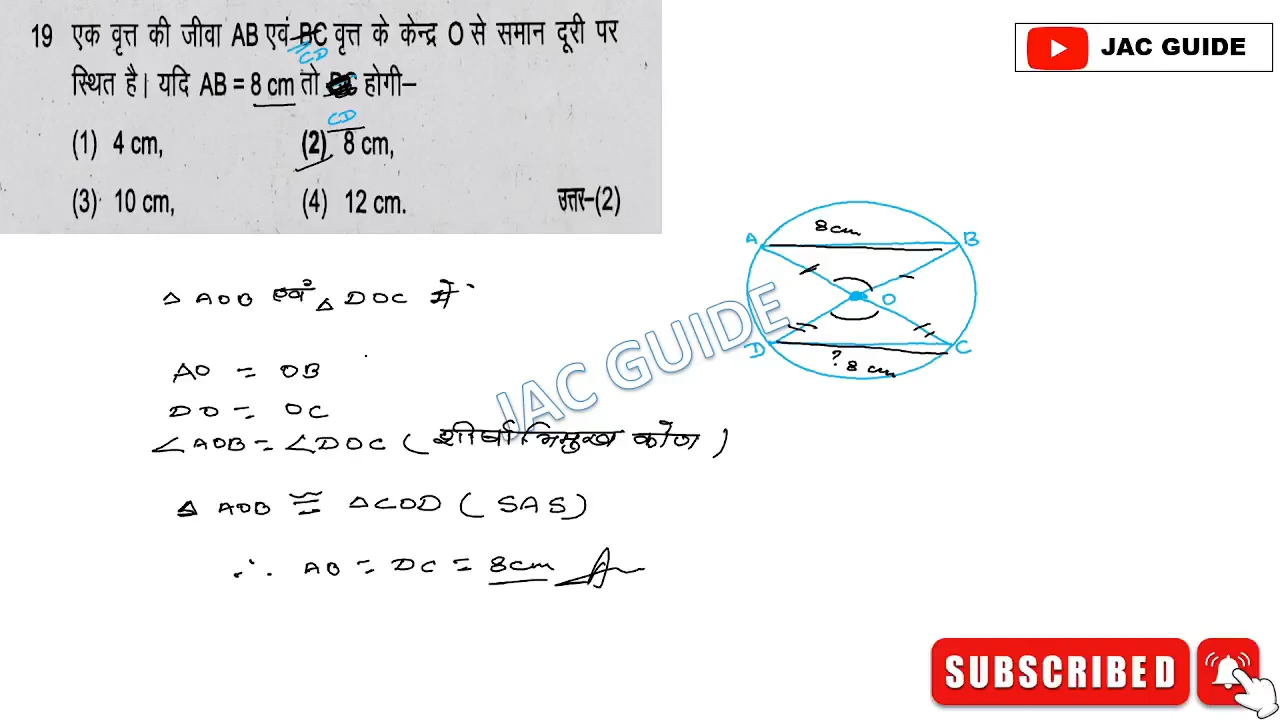 19 एक वृत्त की जीवा AB एवं BC वृत्त के केन्द्र O से समान दूरी पर
CD
स्थित है। यदि AB = 8 cm तो होगी–
CD
(1) 4 cm, (2) 8 cm,
(3) 10 cm, (4) 12 cm. उत्तर–(2)
JAC GUIDE
8cm
A B
O
D C
? 8 cm
△ AOB एवं △ DOC में
AO = OB
DO = OC
∠AOB = ∠DOC (शीर्षाभिमुख कोण)
△ AOB ≅ △COD (SAS)
∴ AB = DC = 8cm
JAC GUIDE
SUBSCRIBED